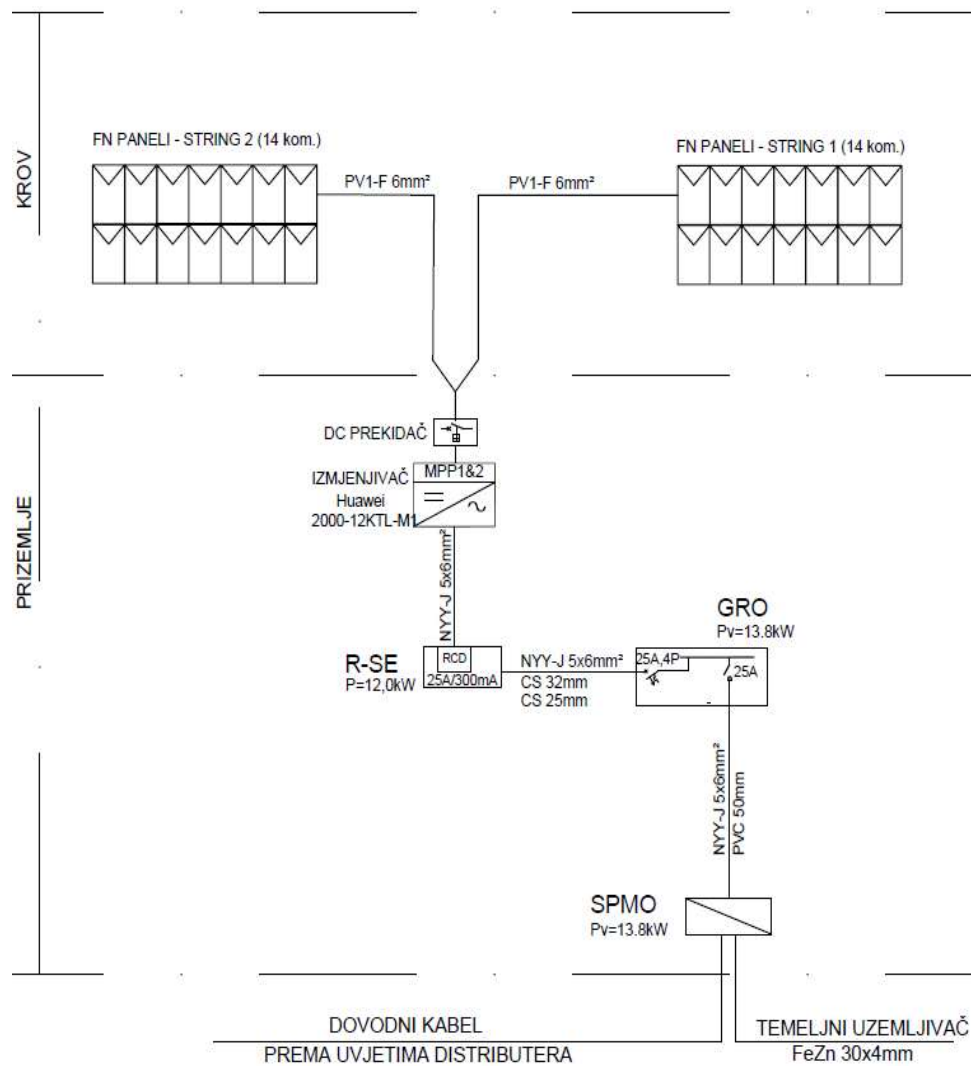 KROV
FN PANELI - STRING 2 (14 kom.)
FN PANELI - STRING 1 (14 kom.)
PV1-F 6mm²
PV1-F 6mm²
PRIZEMLJE
DC PREKIDAČ
IZMJENJIVAČ
Huawei
2000-12KTL-M1
MPP1&2
NYY-J 5x6mm²
R-SE
P=12,0kW
RCD
25A/300mA
NYY-J 5x6mm²
CS 32mm
CS 25mm
GRO
Pv=13.8kW
25A,4P
25A
NYY-J 5x6mm²
PVC 50mm
SPMO
Pv=13.8kW
DOVODNI KABEL
PREMA UVJETIMA DISTRIBUTERA
TEMELJNI UZEMLJIVAČ
FeZn 30x4mm